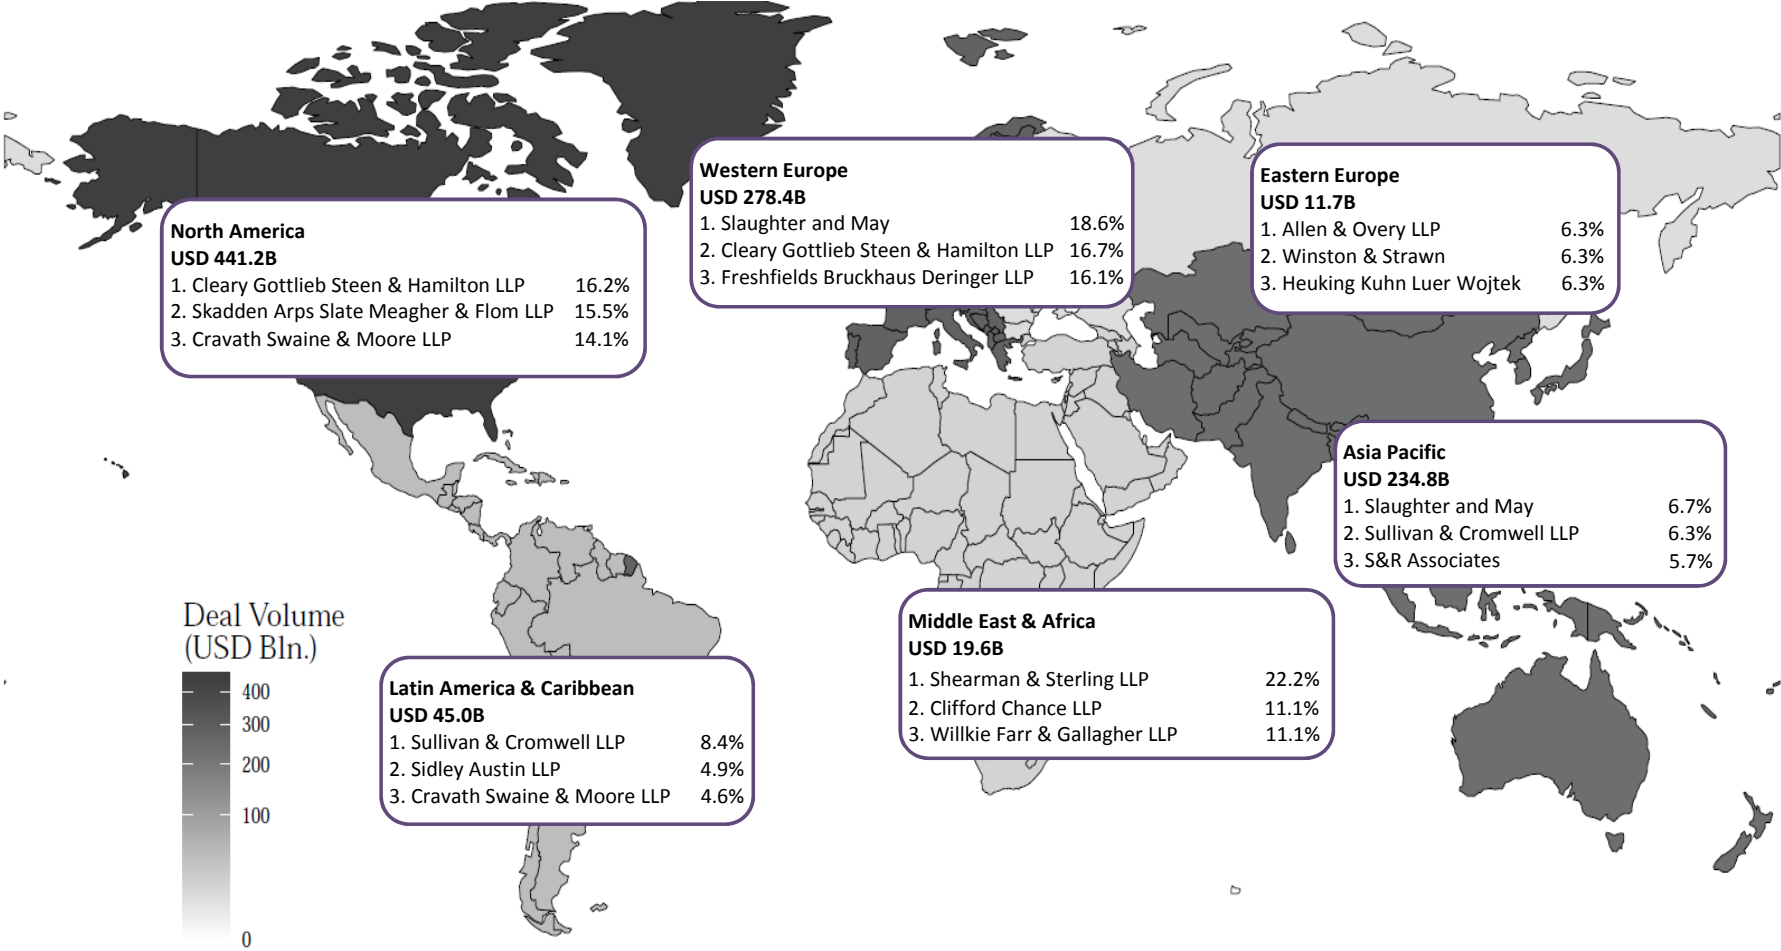 North America
USD 441.2B
1. Cleary Gottlieb Steen & Hamilton LLP 16.2%
2. Skadden Arps Slate Meagher & Flom LLP 15.5%
3. Cravath Swaine & Moore LLP 14.1%
Western Europe
USD 278.4B
1. Slaughter and May 18.6%
2. Cleary Gottlieb Steen & Hamilton LLP 16.7%
3. Freshfields Bruckhaus Deringer LLP 16.1%
Eastern Europe
USD 11.7B
1. Allen & Overy LLP 6.3%
2. Winston & Strawn 6.3%
3. Heuking Kuhn Luer Wojtek 6.3%
Asia Pacific
USD 234.8B
1. Slaughter and May 6.7%
2. Sullivan & Cromwell LLP 6.3%
3. S&R Associates 5.7%
Middle East & Africa
USD 19.6B
1. Shearman & Sterling LLP 22.2%
2. Clifford Chance LLP 11.1%
3. Willkie Farr & Gallagher LLP 11.1%
Latin America & Caribbean
USD 45.0B
1. Sullivan & Cromwell LLP 8.4%
2. Sidley Austin LLP 4.9%
3. Cravath Swaine & Moore LLP 4.6%
Deal Volume
(USD Bln.)
400
300
200
100
0